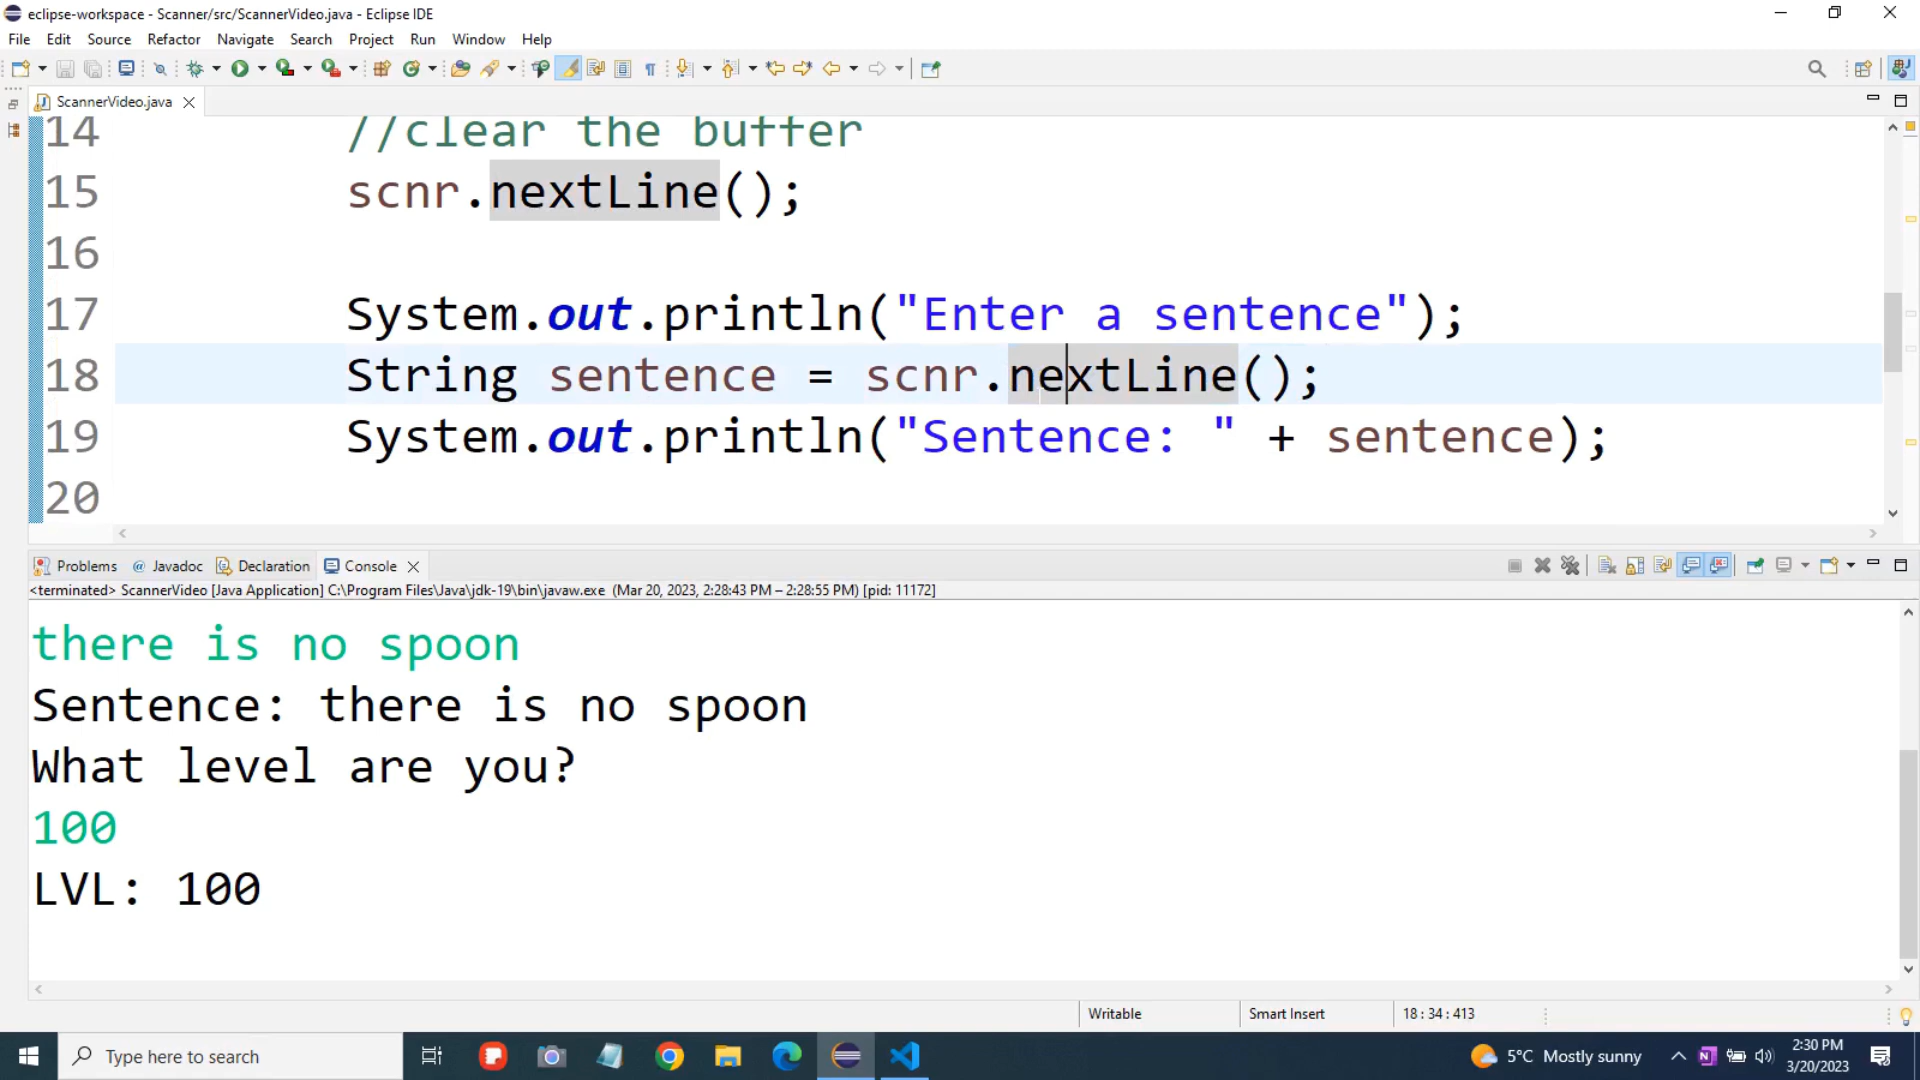 eclipse-workspace - Scanner/src/ScannerVideo.java - Eclipse IDE
File Edit Source Refactor Navigate Search Project Run Window Help
ScannerVideo.java
14 //clear the buffer
15 scnr.nextLine();
16
17 System.out.println("Enter a sentence");
18 String sentence = scnr.nextLine();
19 System.out.println("Sentence: " + sentence);
20
Problems @ Javadoc Declaration Console
<terminated> ScannerVideo [Java Application] C:\Program Files\Java\jdk-19\bin\javaw.exe (Mar 20, 2023, 2:28:43 PM – 2:28:55 PM) [pid: 11172]
there is no spoon
Sentence: there is no spoon
What level are you?
100
LVL: 100
Writable Smart Insert 18 : 34 : 413
Type here to search
5°C Mostly sunny
2:30 PM
3/20/2023